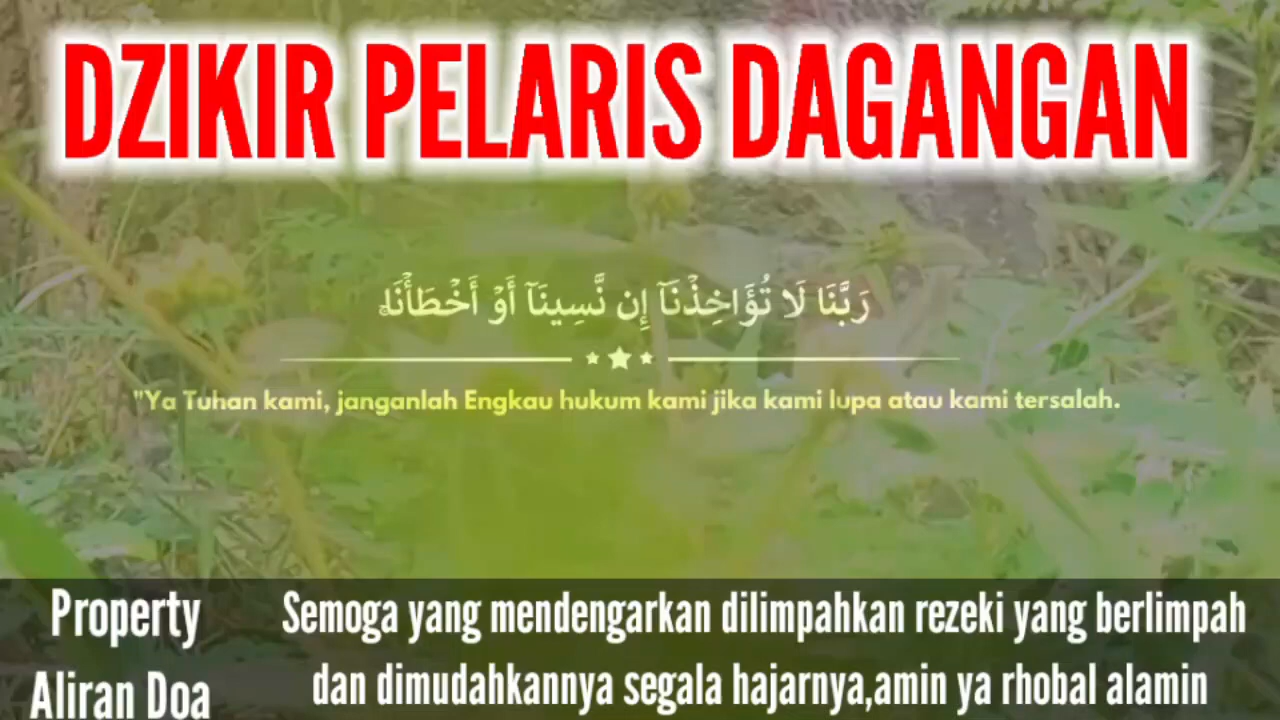 DZIKIR PELARIS DAGANGAN
رَبَّنَا لَا تُؤَاخِذْنَآ إِن نَّسِينَآ أَوْ أَخْطَأْنَاۚ
"Ya Tuhan kami, janganlah Engkau hukum kami jika kami lupa atau kami tersalah.
Property
Aliran Doa
Semoga yang mendengarkan dilimpahkan rezeki yang berlimpah
dan dimudahkannya segala hajarnya,amin ya rhobal alamin